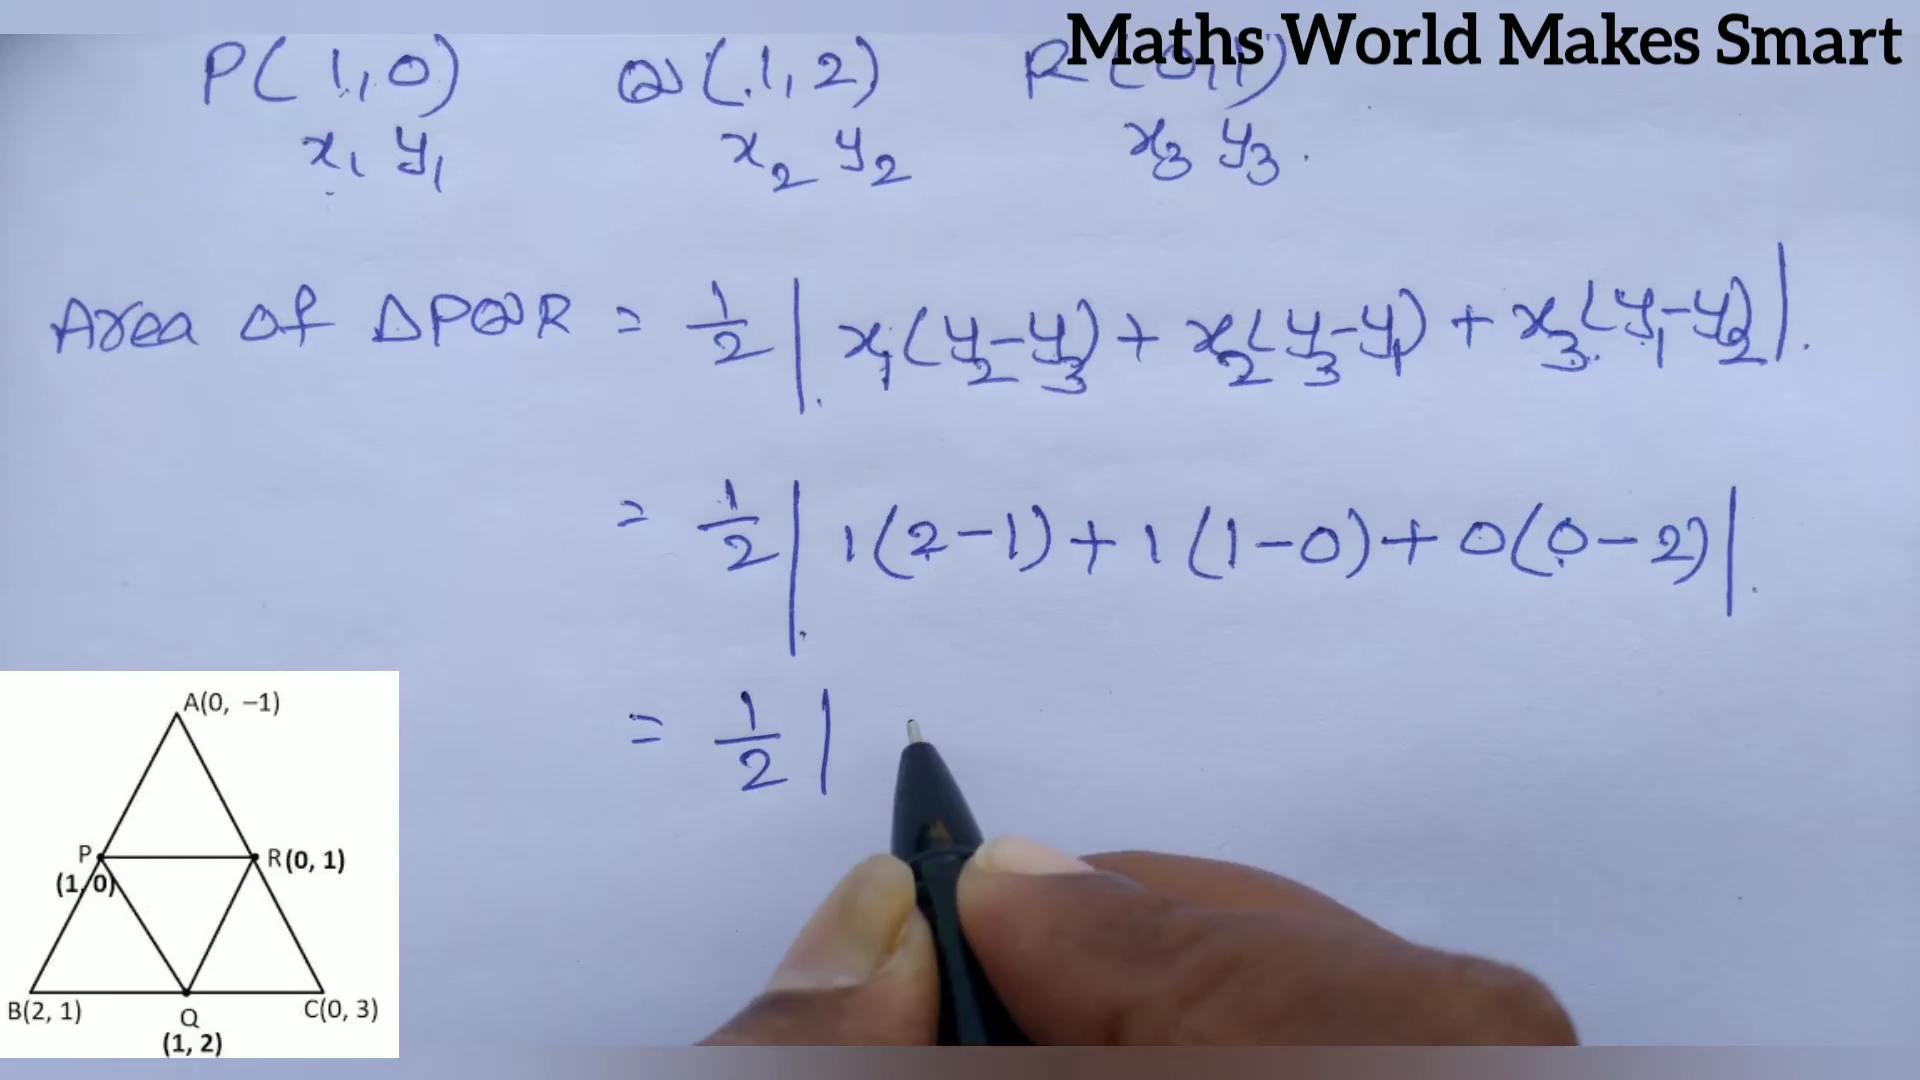 Maths World Makes Smart
P(1,0) Q(1,2) R(0,1)
x₁ y₁ x₂ y₂ x₃ y₃
Area of ΔPQR = 1/2 | x₁(y₂-y₃) + x₂(y₃-y₁) + x₃(y₁-y₂) |
= 1/2 | 1(2-1) + 1(1-0) + 0(0-2) |
= 1/2 |
A(0, –1)
P R(0, 1)
(1, 0)
B(2, 1) C(0, 3)
Q
(1, 2)